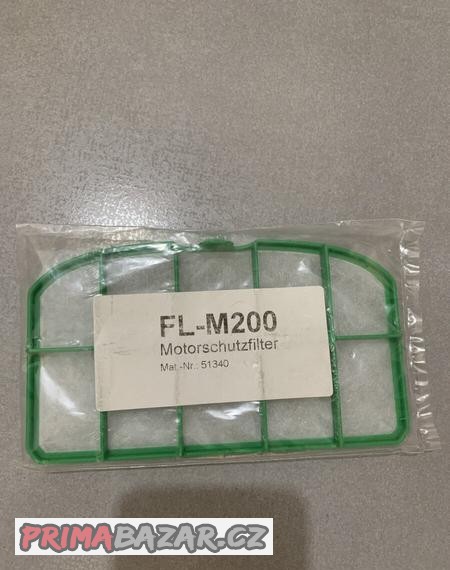 FL-M200
Motorschutzfilter
Mat.-Nr.: 51340
PRIMABAZAR.CZ